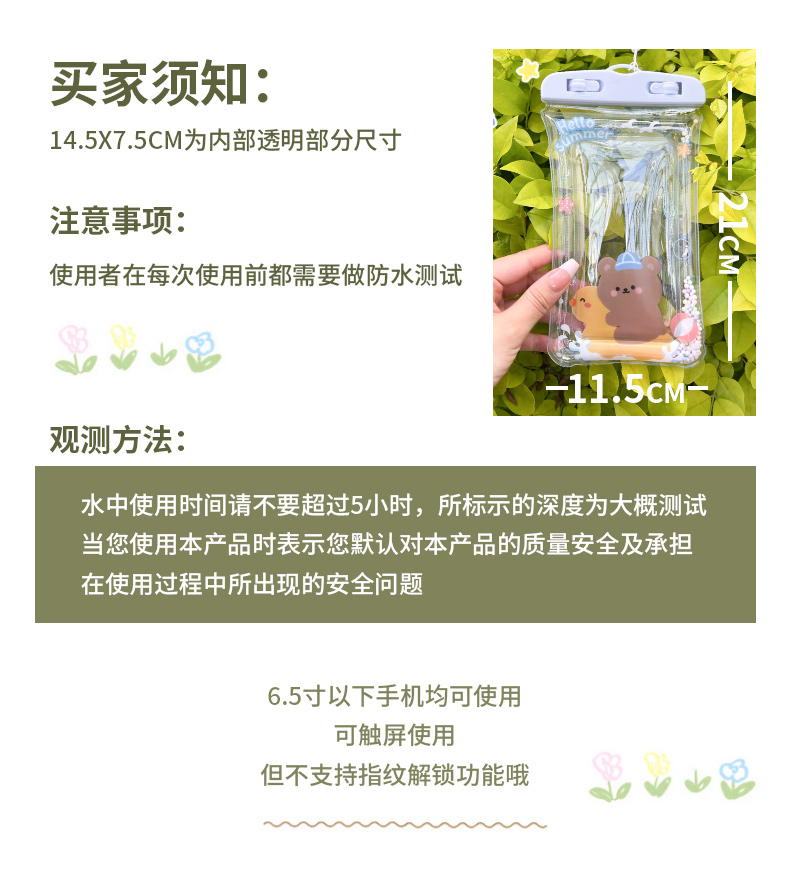 买家须知：
14.5X7.5CM为内部透明部分尺寸
注意事项：
使用者在每次使用前都需要做防水测试
Hello
Summer
21CM
11.5CM
观测方法：
水中使用时间请不要超过5小时，所标示的深度为大概测试
当您使用本产品时表示您默认对本产品的质量安全及承担
在使用过程中所出现的安全问题
6.5寸以下手机均可使用
可触屏使用
但不支持指纹解锁功能哦